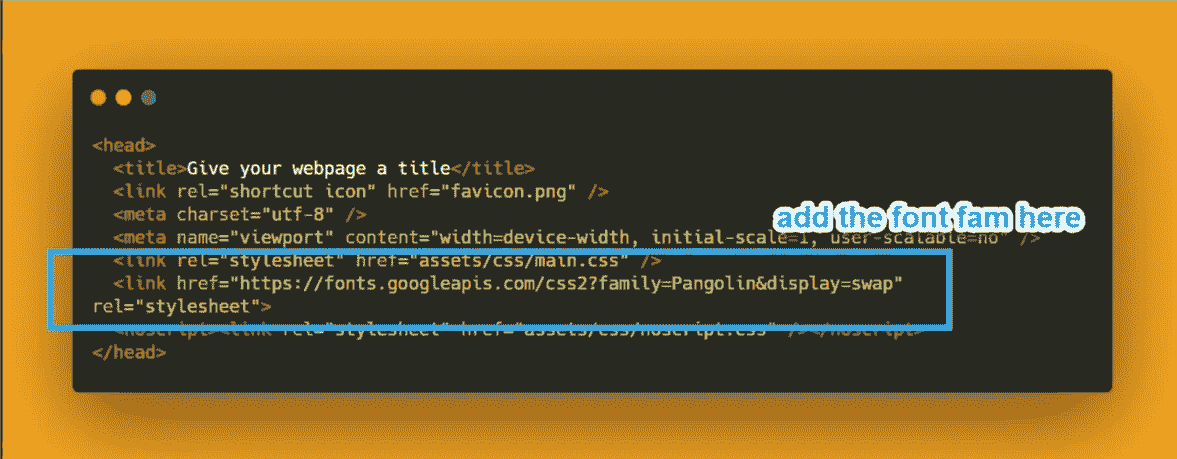 <head>
<title>Give your webpage a title</title>
<link rel="shortcut icon" href="favicon.png" />
<meta charset="utf-8" />
add the font fam here
<meta name="viewport" content="width=device-width, initial-scale=1, user-scalable=no" />
<link rel="stylesheet" href="assets/css/main.css" />
<link href="https://fonts.googleapis.com/css2?family=Pangolin&display=swap"
rel="stylesheet">
<noscript><link rel="stylesheet" href="assets/css/noscript.css" /></noscript>
</head>